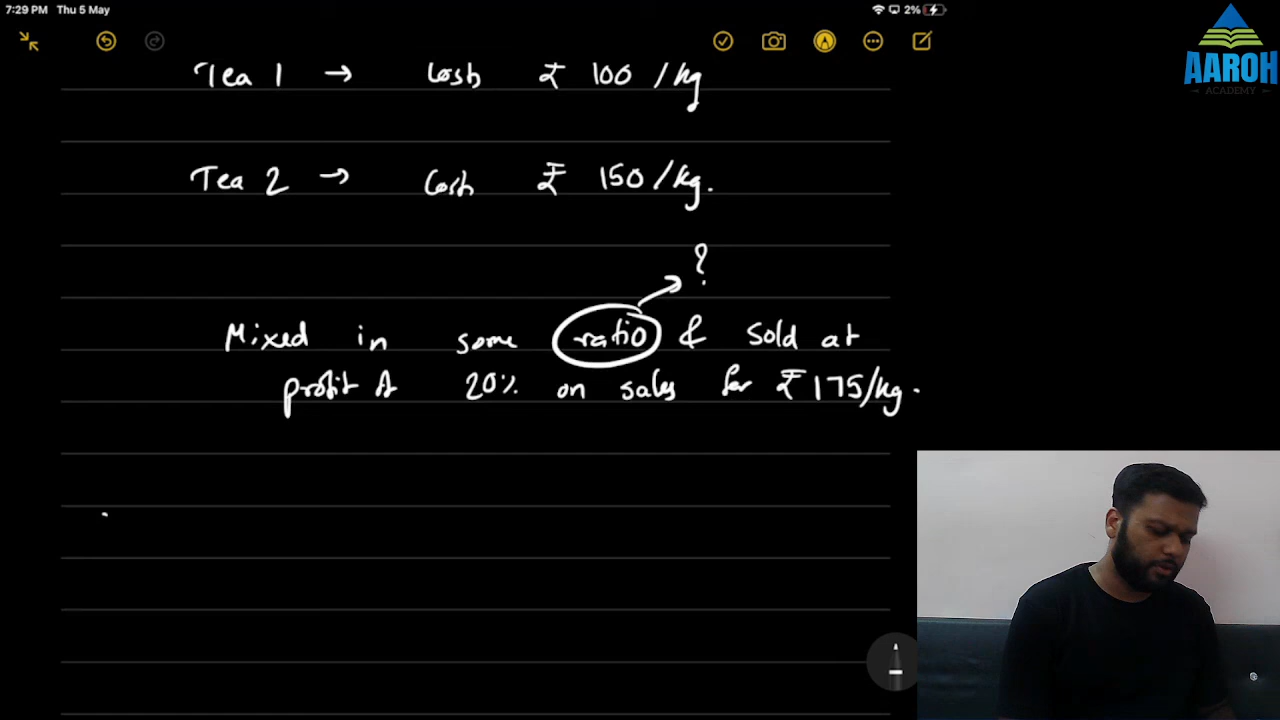 7:29 PM Thu 5 May
2%
AAROH
ACADEMY
Tea 1 → Cost ₹ 100 /kg
Tea 2 → Cost ₹ 150/kg.
?
Mixed in some ratio & sold at
profit of 20% on sales for ₹ 175/kg.